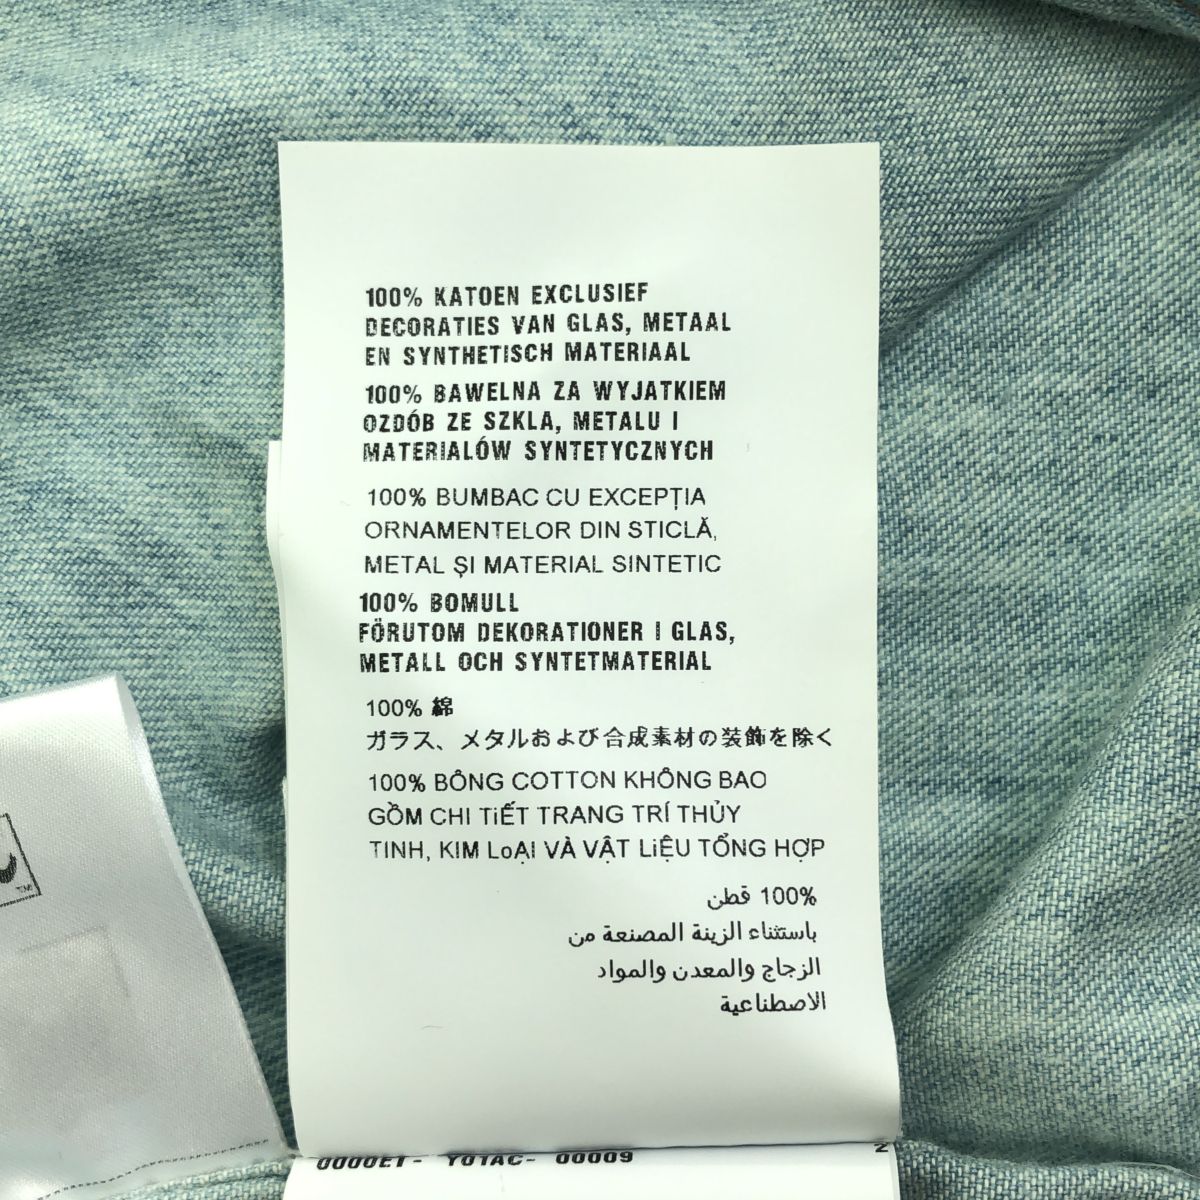 100% KATOEN EXCLUSIEF
DECORATIES VAN GLAS, METAAL
EN SYNTHETISCH MATERIAAL
100% BAWELNA ZA WYJATKIEM
OZDÓB ZE SZKLA, METALU I
MATERIALÓW SYNTETYCZNYCH
100% BUMBAC CU EXCEPȚIA
ORNAMENTELOR DIN STICLĂ,
METAL ȘI MATERIAL SINTETIC
100% BOMULL
FÖRUTOM DEKORATIONER I GLAS,
METALL OCH SYNTETMATERIAL
100% 綿
ガラス、メタルおよび合成素材の装飾を除く
100% BÔNG COTTON KHÔNG BAO
GỒM CHI TiẾT TRANG TRÍ THỦY
TINH, KIM LoẠI VÀ VẬT LiỆU TỔNG HỢP
100% قطن
باستثناء الزينة المصنعة من
الزجاج والمعدن والمواد
الاصطناعية
TM